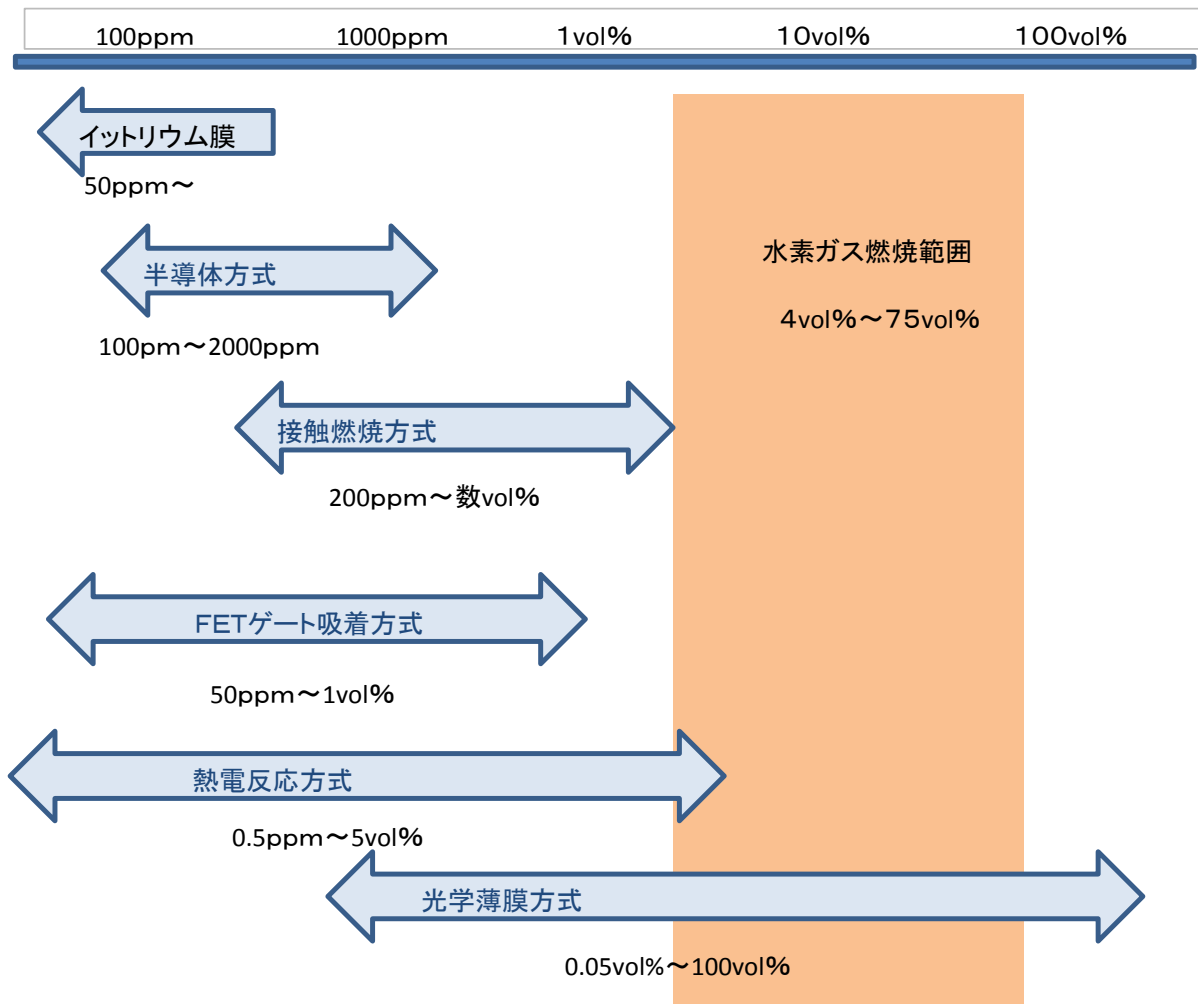 100ppm 1000ppm 1vol% 10vol% 100vol%
イットリウム膜
50ppm～
半導体方式
100pm～2000ppm
水素ガス燃焼範囲
4vol%～75vol%
接触燃焼方式
200ppm～数vol%
FETゲート吸着方式
50ppm～1vol%
熱電反応方式
0.5ppm～5vol%
光学薄膜方式
0.05vol%～100vol%